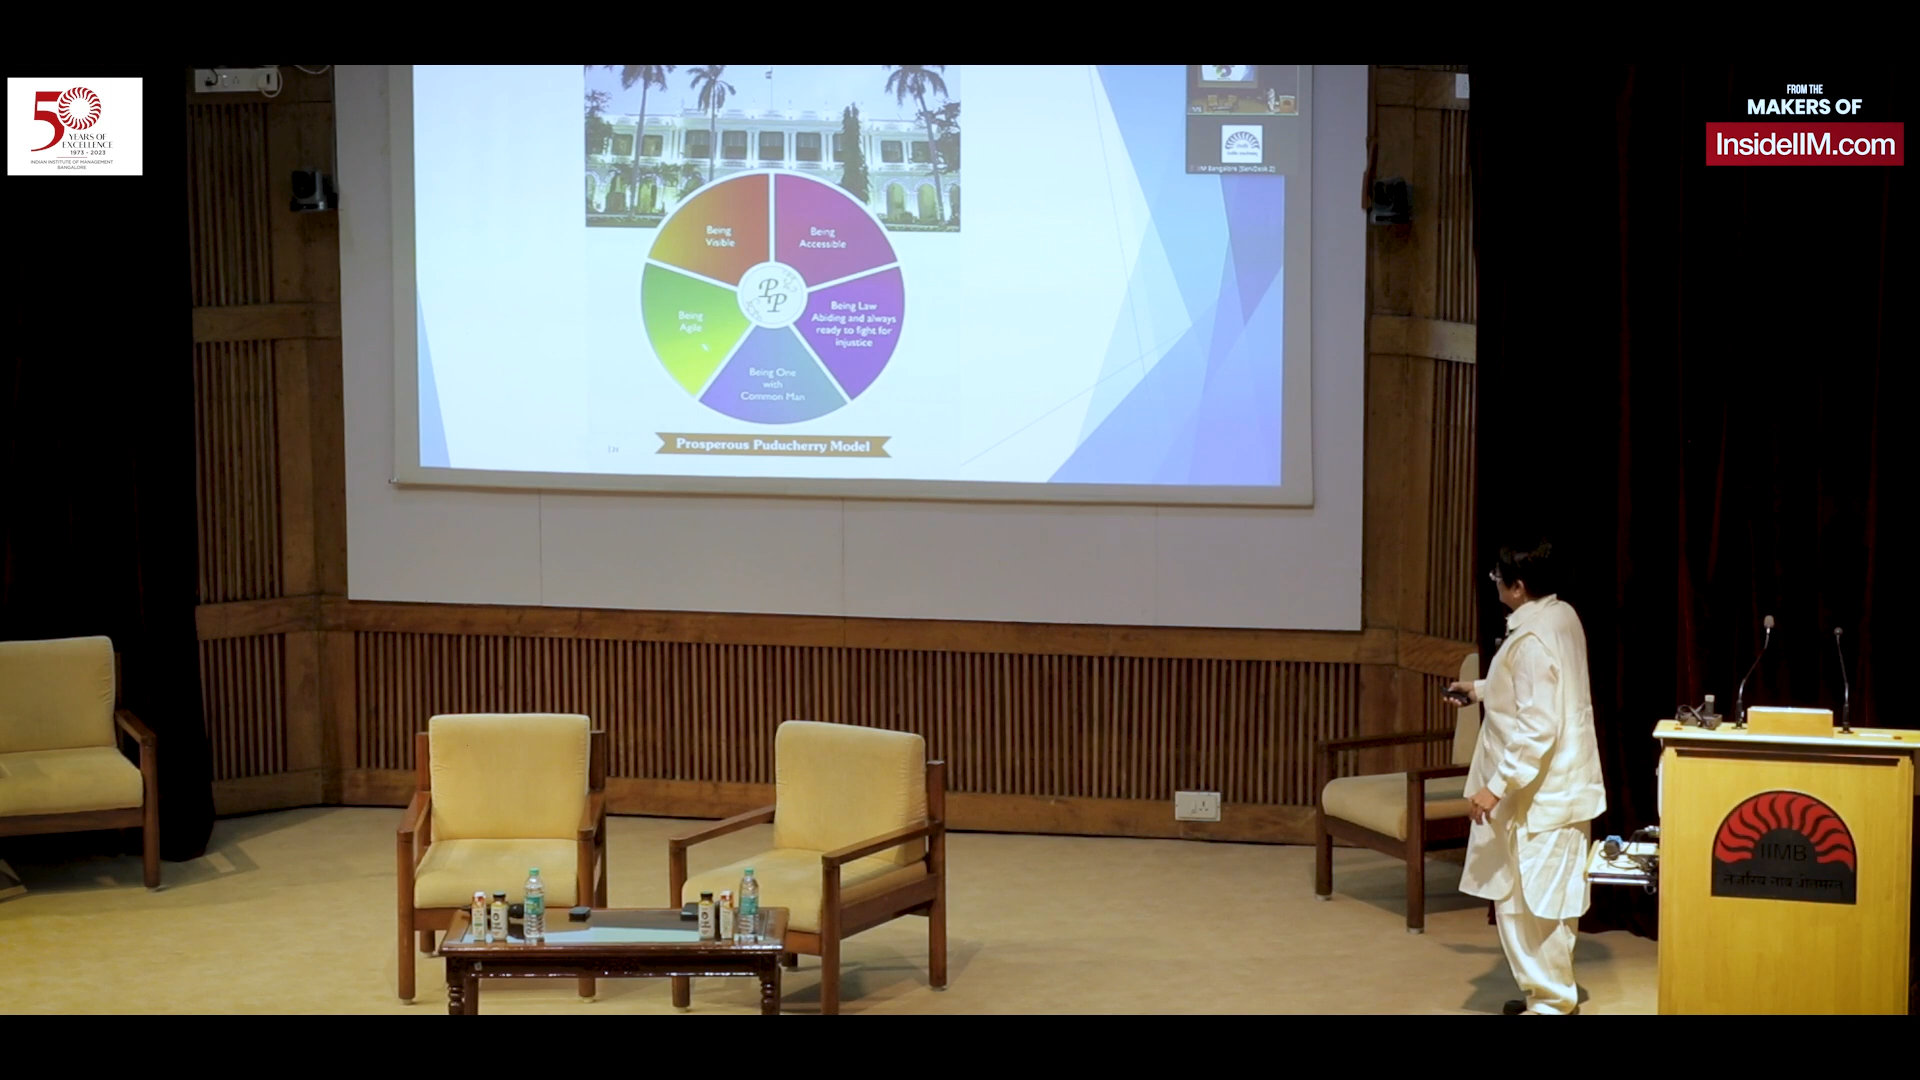 50
YEARS OF
EXCELLENCE
1973 - 2023
INDIAN INSTITUTE OF MANAGEMENT
BANGALORE
FROM THE
MAKERS OF
InsideIIM.com
Being
Visible
Being
Accessible
Being
Agile
PP
Being Law
Abiding and always
ready to fight for
injustice
Being One
with
Common Man
Prosperous Puducherry Model
IIMB